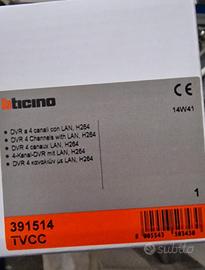 bticino
14W41
• DVR a 4 canali con LAN, H264
• DVR 4 Channels with LAN, H264
• DVR 4 canaux LAN, H264
• 4-Kanal-DVR mit LAN, H264
• DVR 4 καναλιών με LAN, H264
1
391514
TVCC
subito